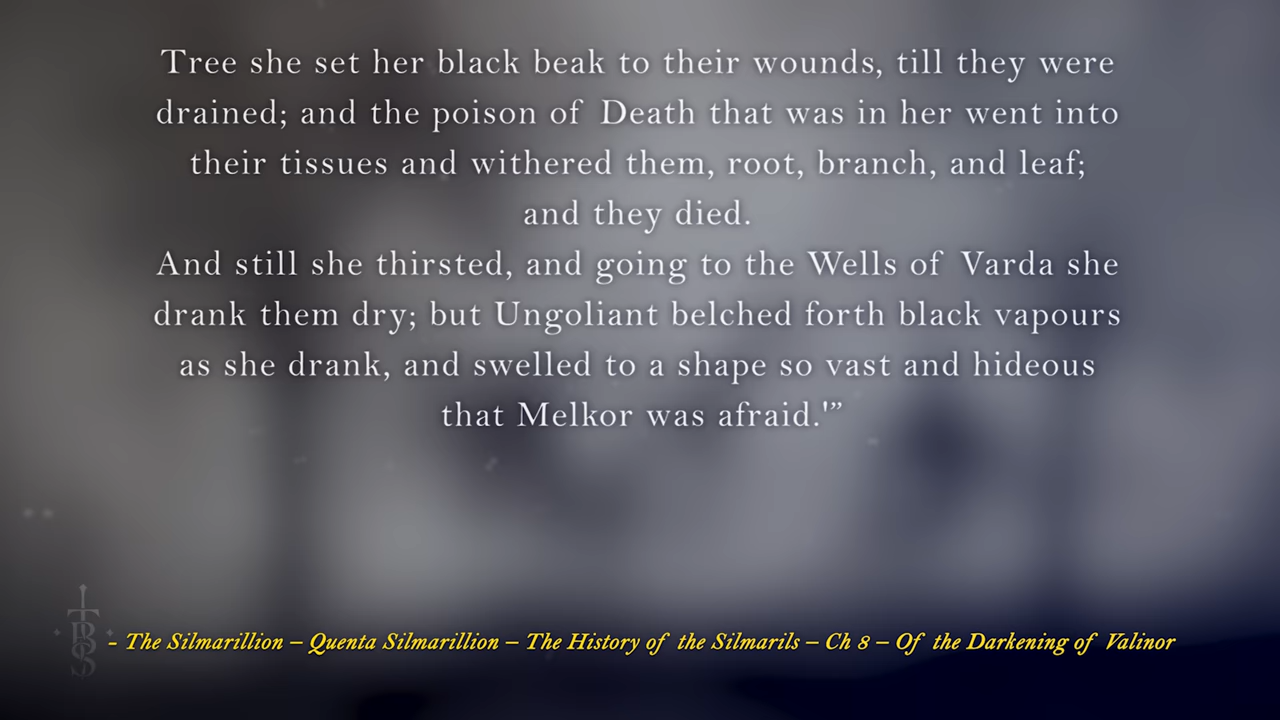 Tree she set her black beak to their wounds, till they were
drained; and the poison of Death that was in her went into
their tissues and withered them, root, branch, and leaf;
and they died.
And still she thirsted, and going to the Wells of Varda she
drank them dry; but Ungoliant belched forth black vapours
as she drank, and swelled to a shape so vast and hideous
that Melkor was afraid.'”
- The Silmarillion – Quenta Silmarillion – The History of the Silmarils – Ch 8 – Of the Darkening of Valinor
TBS